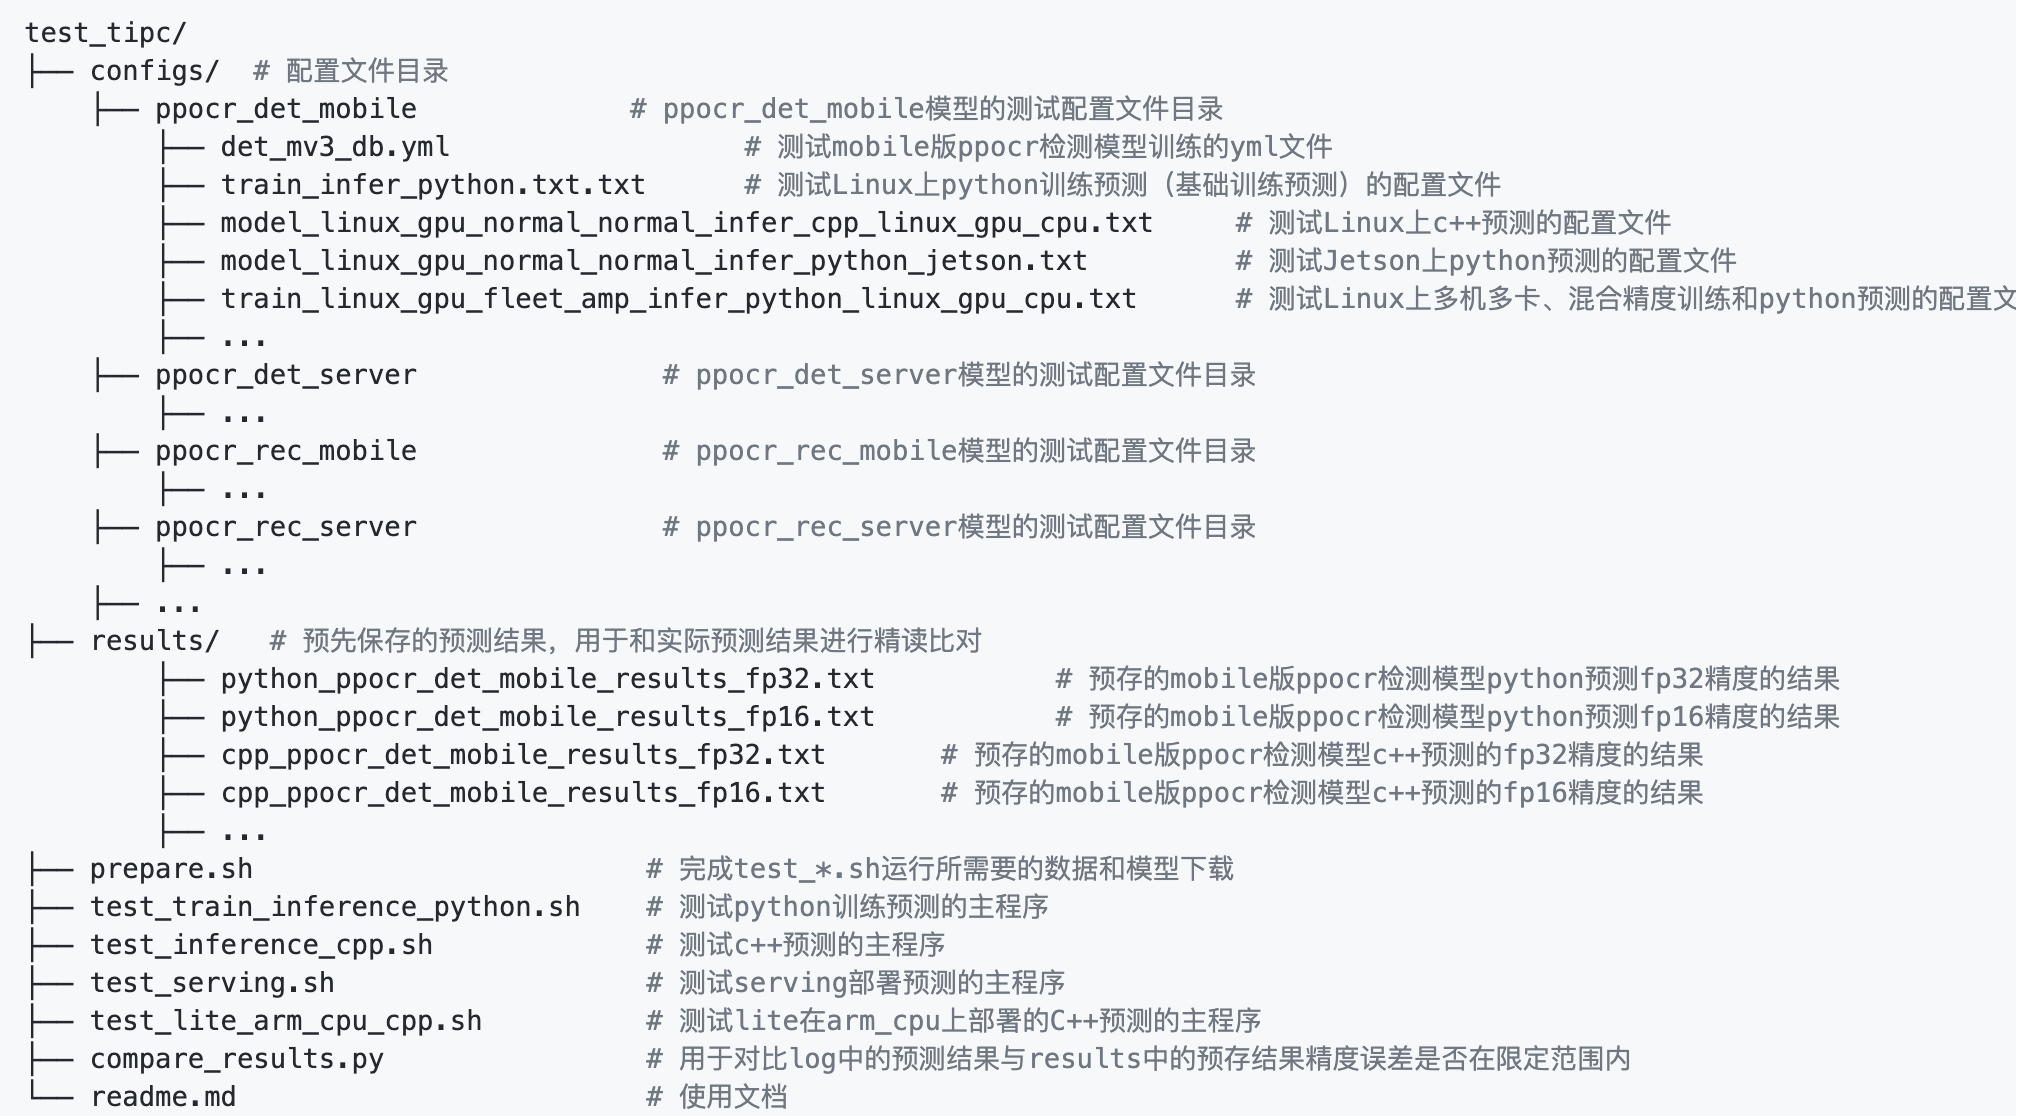 test_tipc/
├── configs/  # 配置文件目录
    ├── ppocr_det_mobile             # ppocr_det_mobile模型的测试配置文件目录
        ├── det_mv3_db.yml                  # 测试mobile版ppocr检测模型训练的yml文件
        ├── train_infer_python.txt.txt      # 测试Linux上python训练预测（基础训练预测）的配置文件
        ├── model_linux_gpu_normal_normal_infer_cpp_linux_gpu_cpu.txt     # 测试Linux上c++预测的配置文件
        ├── model_linux_gpu_normal_normal_infer_python_jetson.txt         # 测试Jetson上python预测的配置文件
        ├── train_linux_gpu_fleet_amp_infer_python_linux_gpu_cpu.txt      # 测试Linux上多机多卡、混合精度训练和python预测的配置文
        ├── ...
    ├── ppocr_det_server               # ppocr_det_server模型的测试配置文件目录
        ├── ...
    ├── ppocr_rec_mobile               # ppocr_rec_mobile模型的测试配置文件目录
        ├── ...
    ├── ppocr_rec_server               # ppocr_rec_server模型的测试配置文件目录
        ├── ...
    ├── ...
├── results/   # 预先保存的预测结果，用于和实际预测结果进行精读比对
        ├── python_ppocr_det_mobile_results_fp32.txt           # 预存的mobile版ppocr检测模型python预测fp32精度的结果
        ├── python_ppocr_det_mobile_results_fp16.txt           # 预存的mobile版ppocr检测模型python预测fp16精度的结果
        ├── cpp_ppocr_det_mobile_results_fp32.txt       # 预存的mobile版ppocr检测模型c++预测的fp32精度的结果
        ├── cpp_ppocr_det_mobile_results_fp16.txt       # 预存的mobile版ppocr检测模型c++预测的fp16精度的结果
        ├── ...
├── prepare.sh                        # 完成test_*.sh运行所需要的数据和模型下载
├── test_train_inference_python.sh    # 测试python训练预测的主程序
├── test_inference_cpp.sh             # 测试c++预测的主程序
├── test_serving.sh                   # 测试serving部署预测的主程序
├── test_lite_arm_cpu_cpp.sh          # 测试lite在arm_cpu上部署的C++预测的主程序
├── compare_results.py                # 用于对比log中的预测结果与results中的预存结果精度误差是否在限定范围内
└── readme.md                         # 使用文档